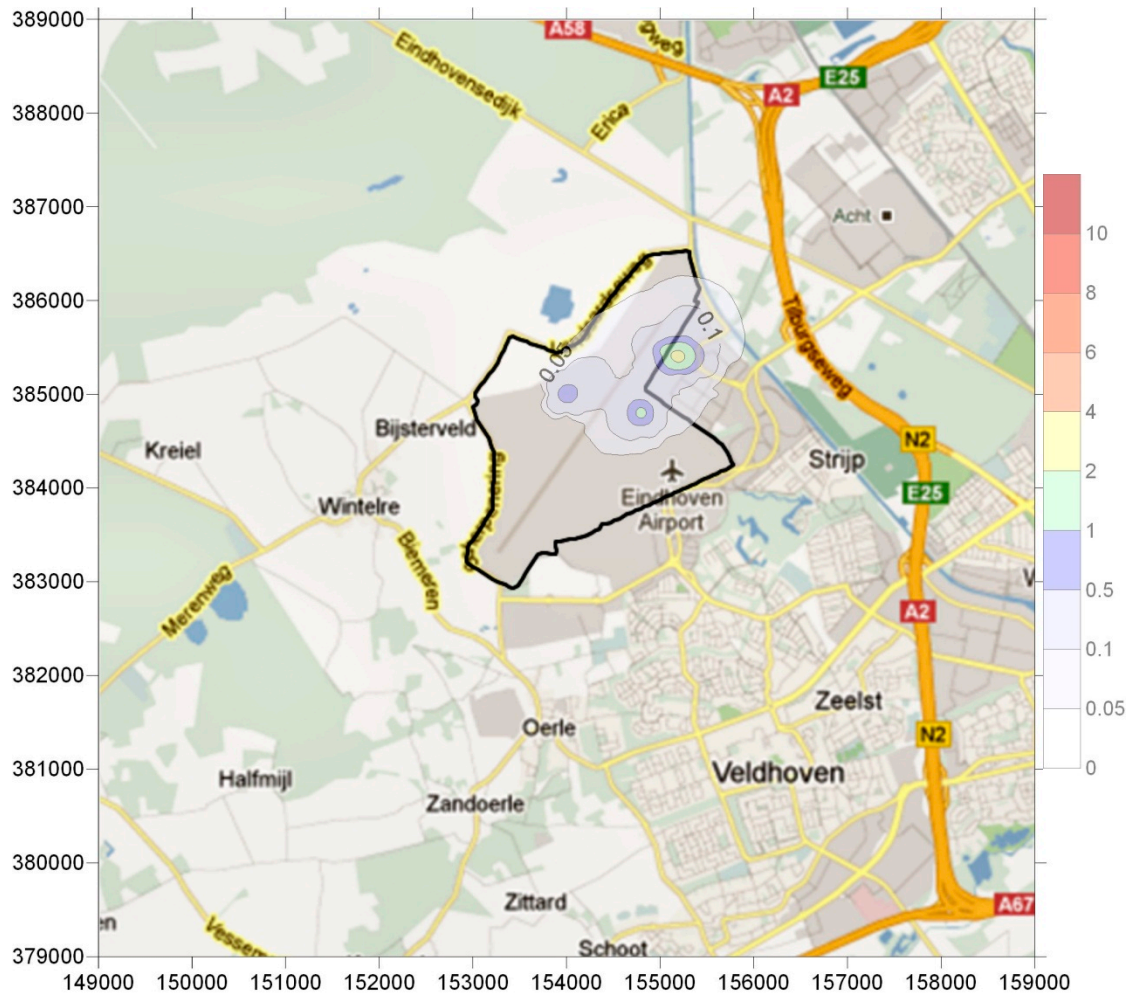 389000
A58
Eindhovensedijk
E25
A2
388000
Erica
10
387000
Acht
8
386000
Tilburgseweg
0.1
6
0.05
385000
4
Bijsterveld
N2
Kreiel
Strijp
2
384000
Wintelre
Eindhoven
Airport
E25
1
Biemeren
383000
0.5
Merenweg
A2
0.1
382000
Zeelst
0.05
Oerle
N2
381000
Halfmijl
Veldhoven
0
Zandoerle
380000
Zittard
A67
Schoot
379000
149000 150000 151000 152000 153000 154000 155000 156000 157000 158000 159000